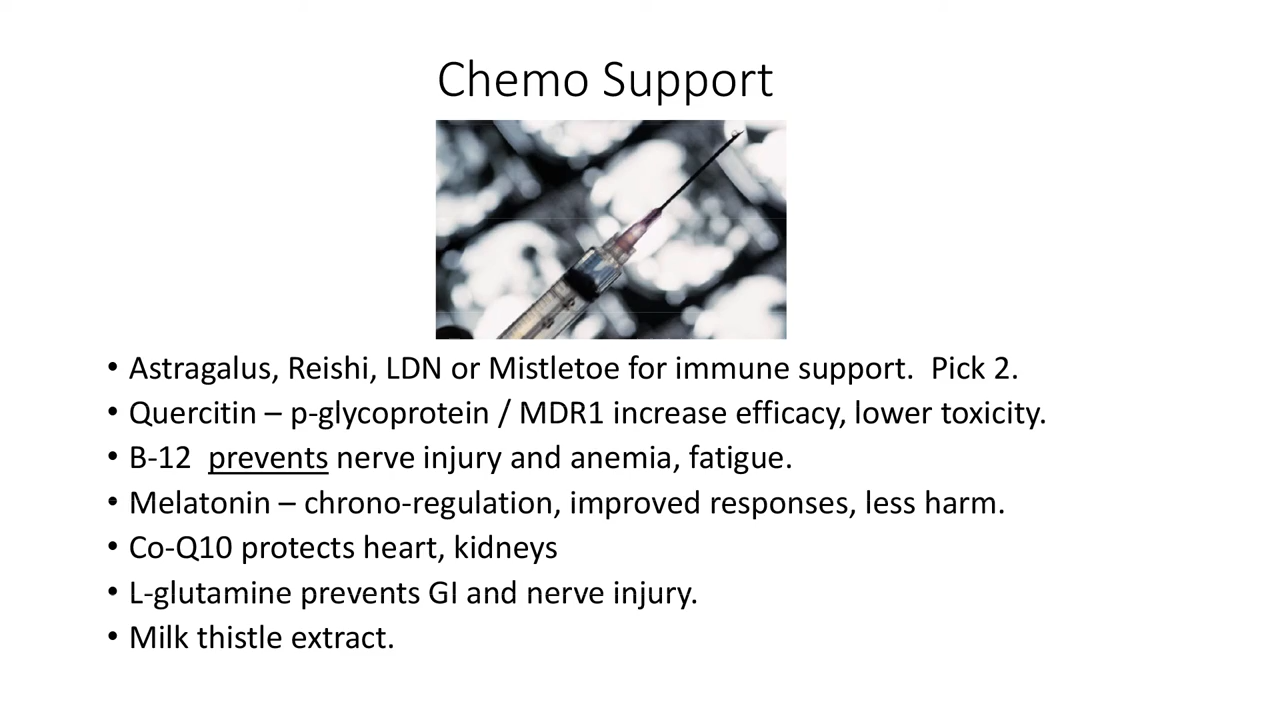 Chemo Support
• Astragalus, Reishi, LDN or Mistletoe for immune support.  Pick 2.
• Quercitin – p-glycoprotein / MDR1 increase efficacy, lower toxicity.
• B-12  prevents nerve injury and anemia, fatigue.
• Melatonin – chrono-regulation, improved responses, less harm.
• Co-Q10 protects heart, kidneys
• L-glutamine prevents GI and nerve injury.
• Milk thistle extract.